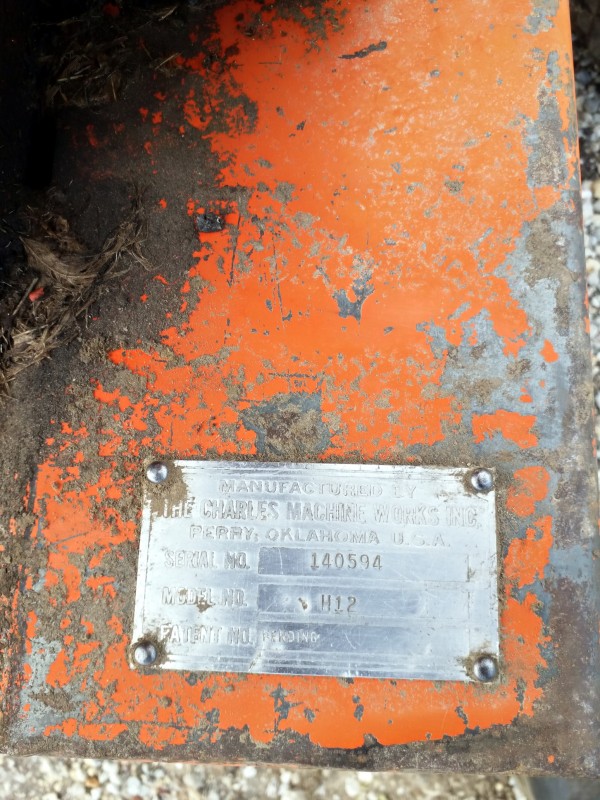 MANUFACTURED BY
THE CHARLES MACHINE WORKS INC,
PERRY, OKLAHOMA U.S.A.
SERIAL NO. 140594
MODEL NO. H12
PATENT NO. PENDING